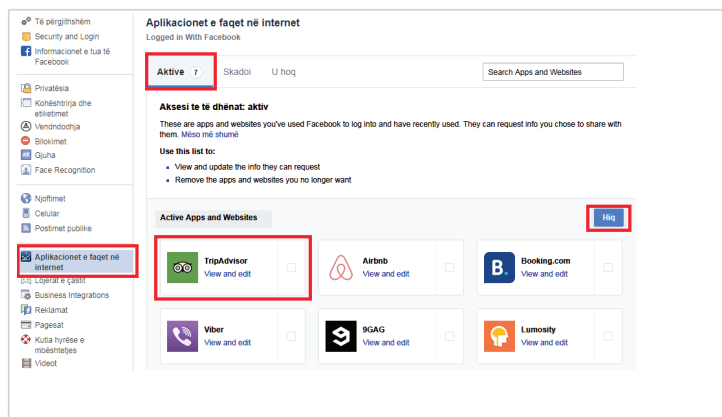 Të përgjithshëm
Security and Login
Informacionet e tua të
Facebook
Privatësia
Kohështrirja dhe
etiketimet
Vendndodhja
Bllokimet
Gjuha
Face Recognition
Njoftimet
Celular
Postimet publike
Aplikacionet e faqet në
internet
Lojërat e çastit
Business Integrations
Reklamat
Pagesat
Kutia hyrëse e
mbështetjes
Videot
Aplikacionet e faqet në internet
Logged in With Facebook
Aktive 7 Skadoi U hoq
Search Apps and Websites
Aksesi te të dhënat: aktiv
These are apps and websites you've used Facebook to log into and have recently used. They can request info you chose to share with
them. Mëso më shumë
Use this list to:
View and update the info they can request
Remove the apps and websites you no longer want
Active Apps and Websites
Hiq
TripAdvisor
View and edit
Airbnb
View and edit
B.
Booking.com
View and edit
Viber
View and edit
9GAG
View and edit
Lumosity
View and edit